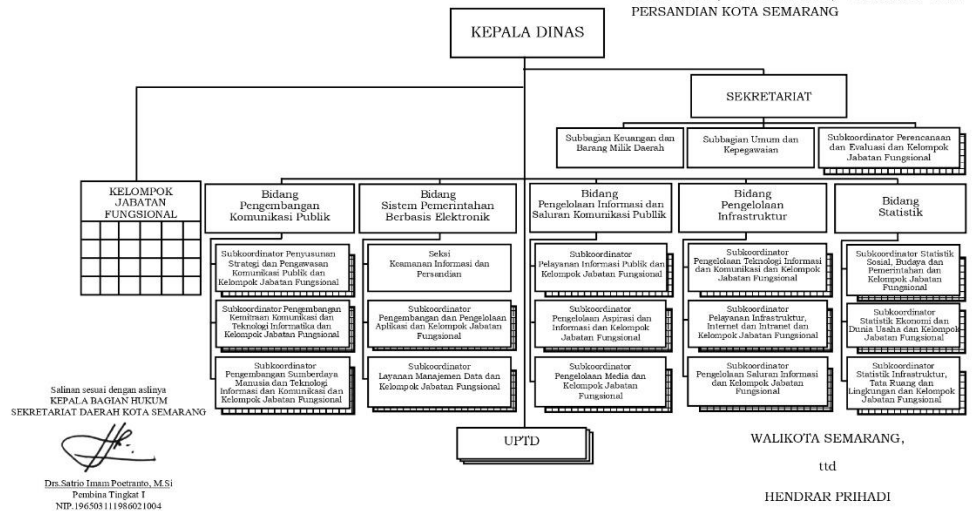 PERSANDIAN KOTA SEMARANG
KEPALA DINAS
SEKRETARIAT
Subbagian Keuangan dan
Barang Milik Daerah
Subbagian Umum dan
Kepegawaian
Subkoordinator Perencanaan
dan Evaluasi dan Kelompok
Jabatan Fungsional
KELOMPOK
JABATAN
FUNGSIONAL
Bidang
Pengembangan
Komunikasi Publik
Subkoordinator Penyusunan
Strategi dan Pengawasan
Komunikasi Publik dan
Kelompok Jabatan Fungsional
Subkoordinator Pengembangan
Kemitraan Komunikasi dan
Teknologi Informatika dan
Kelompok Jabatan Fungsional
Subkoordinator
Pengembangan Sumberdaya
Manusia dan Teknologi
Informasi dan Komunikasi dan
Kelompok Jabatan Fungsional
Bidang
Sistem Pemerintahan
Berbasis Elektronik
Seksi
Keamanan Informasi dan
Persandian
Subkoordinator
Pengembangan dan Pengelolaan
Aplikasi dan Kelompok Jabatan
Fungsional
Subkoordinator
Layanan Manajemen Data dan
Kelompok Jabatan Fungsional
Bidang
Pengelolaan Informasi dan
Saluran Komunikasi Publlik
Subkoordinator
Pelayanan Informasi Publik dan
Kelompok Jabatan Fungsional
Subkoordinator
Pengelolaan Aspirasi dan
Informasi dan Kelompok
Jabatan Fungsional
Subkoordinator
Pengelolaan Media dan
Kelompok Jabatan
Fungsional
Bidang
Pengelolaan
Infrastruktur
Subkoordinator
Pengelolaan Teknologi Informasi
dan Komunikasi dan Kelompok
Jabatan Fungsional
Subkoordinator
Pelayanan Infrastruktur,
Internet dan Intranet dan
Kelompok Jabatan Fungsional
Subkoordinator
Pengelolaan Saluran Informasi
dan Kelompok Jabatan
Fungsional
Bidang
Statistik
Subkoordinator Statistik
Sosial, Budaya dan
Pemerintahan dan
Kelompok Jabatan
Fungsional
Subkoordinator
Statistik Ekonomi dan
Dunia Usaha dan Kelompok
Jabatan Fungsional
Subkoordinator
Statistik Infrastruktur,
Tata Ruang dan
Lingkungan dan Kelompok
Jabatan Fungsional
UPTD
Salinan sesuai dengan aslinya
KEPALA BAGIAN HUKUM
SEKRETARIAT DAERAH KOTA SEMARANG
Drs.Satrio Imam Poetranto, M.Si
Pembina Tingkat I
NIP.196503111986021004
WALIKOTA SEMARANG,
ttd
HENDRAR PRIHADI